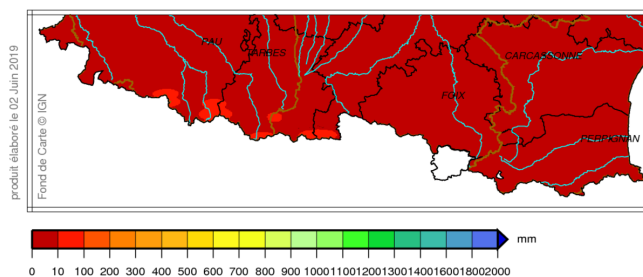 produit élaboré le 02 Juin 2019
Fond de Carte © IGN
PAU
TARBES
CARCASSONNE
FOIX
PERPIGNAN
mm
0 10 100 200 300 400 500 600 700 800 900 1000 1100 1200 1300 1400 1600 1800 2000